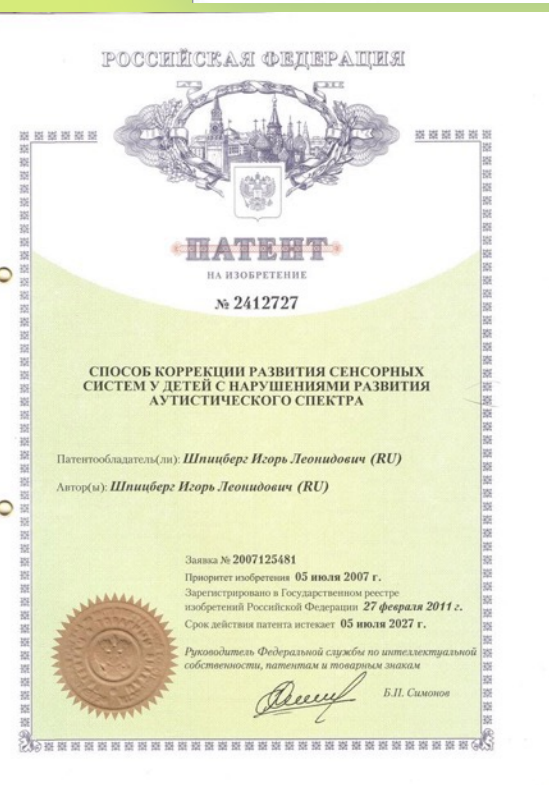 РОССИЙСКАЯ ФЕДЕРАЦИЯ
ПАТЕНТ
НА ИЗОБРЕТЕНИЕ
№ 2412727
СПОСОБ КОРРЕКЦИИ РАЗВИТИЯ СЕНСОРНЫХ
СИСТЕМ У ДЕТЕЙ С НАРУШЕНИЯМИ РАЗВИТИЯ
АУТИСТИЧЕСКОГО СПЕКТРА
Патентообладатель(ли): Шпицберг Игорь Леонидович (RU)
Автор(ы): Шпицберг Игорь Леонидович (RU)
Заявка № 2007125481
Приоритет изобретения 05 июля 2007 г.
Зарегистрировано в Государственном реестре
изобретений Российской Федерации 27 февраля 2011 г.
Срок действия патента истекает 05 июля 2027 г.
Руководитель Федеральной службы по интеллектуальной
собственности, патентам и товарным знакам
Б.П. Симонов